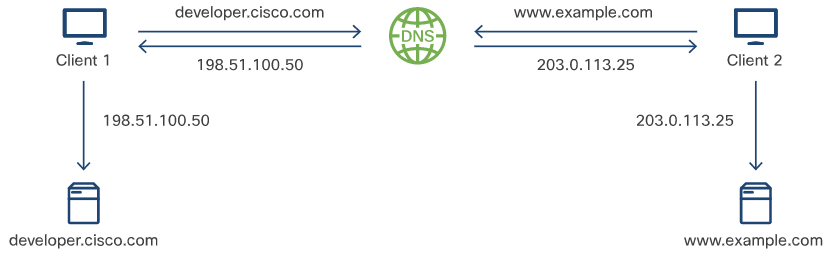 developer.cisco.com
www.example.com
DNS
Client 1
198.51.100.50
203.0.113.25
Client 2
198.51.100.50
203.0.113.25
developer.cisco.com
www.example.com